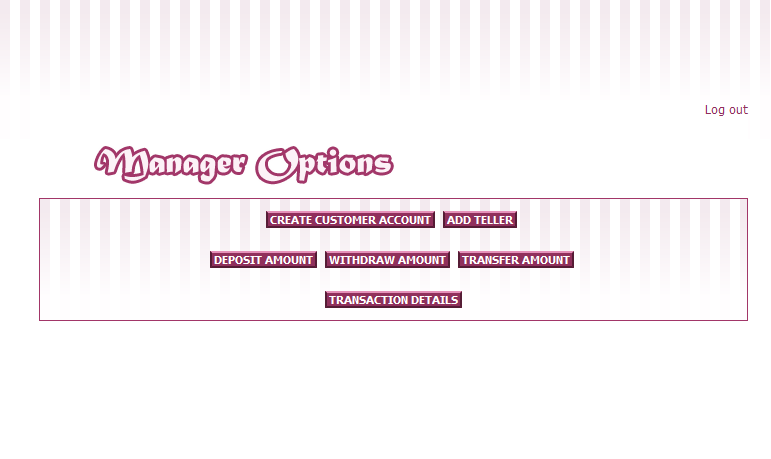 Log out
Manager Options
CREATE CUSTOMER ACCOUNT ADD TELLER
DEPOSIT AMOUNT WITHDRAW AMOUNT TRANSFER AMOUNT
TRANSACTION DETAILS